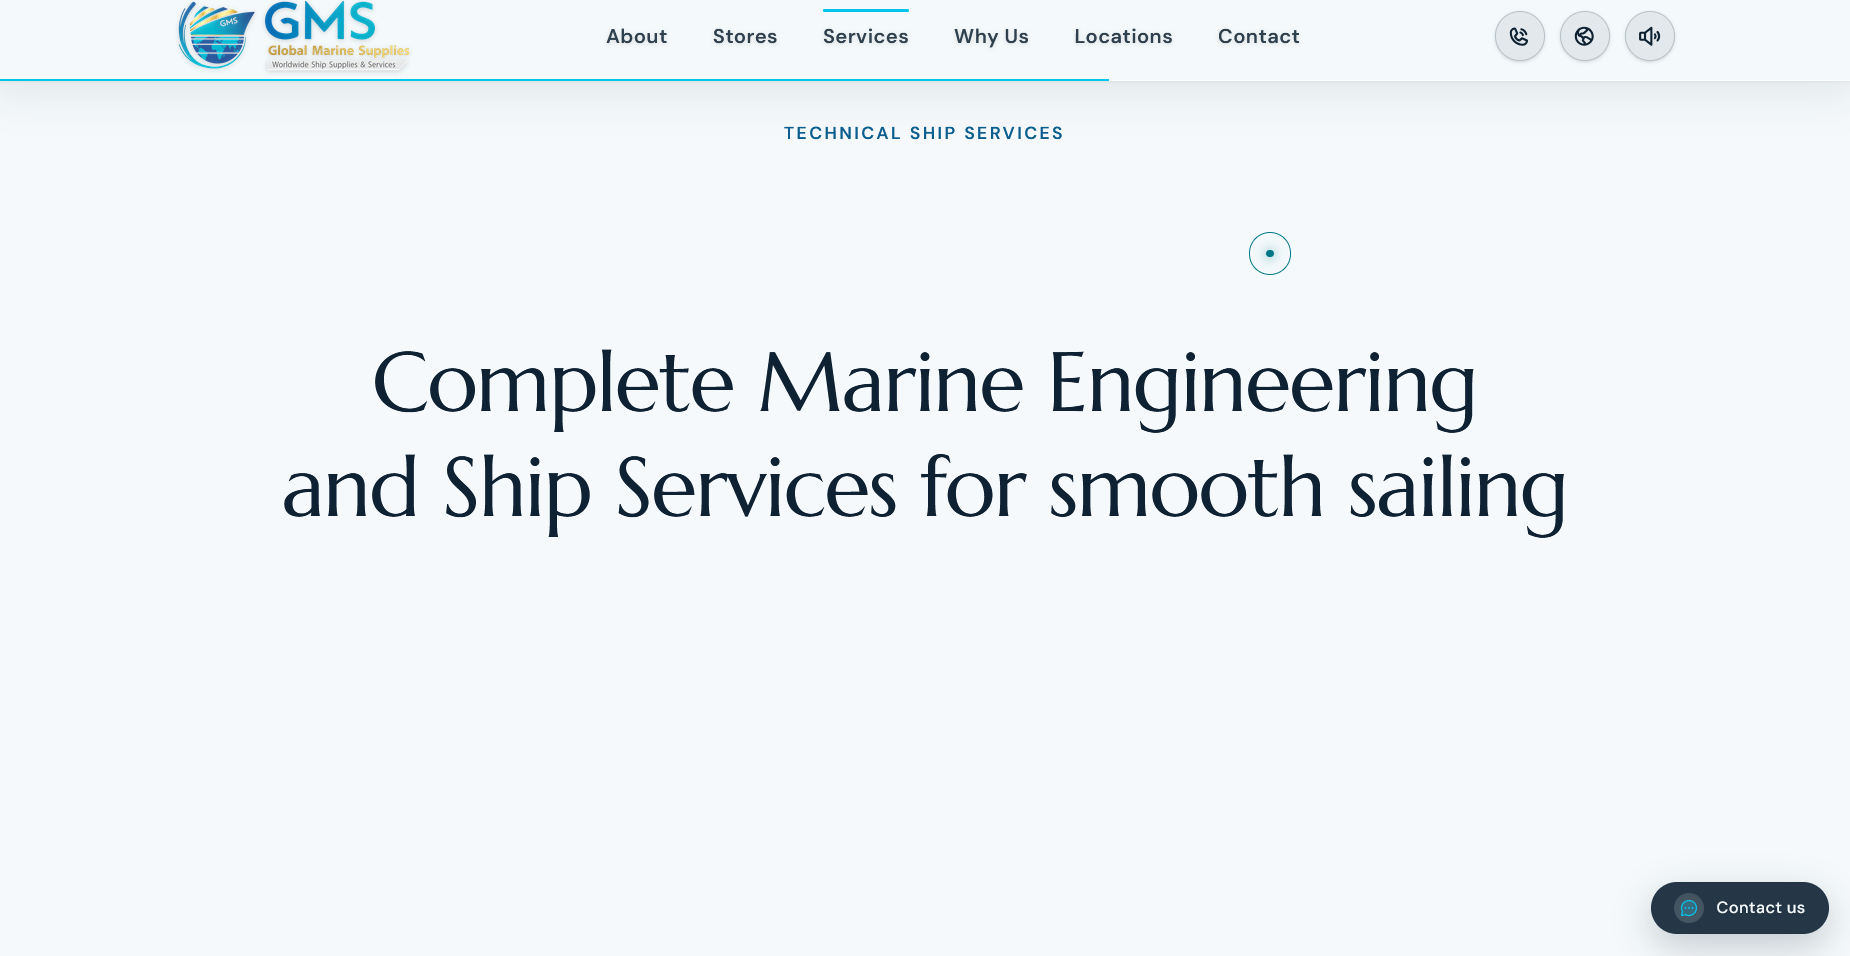 GMS
GMS
Global Marine Supplies
Worldwide Ship Supplies & Services
About
Stores
Services
Why Us
Locations
Contact
TECHNICAL SHIP SERVICES
Complete Marine Engineering
and Ship Services for smooth sailing
Contact us